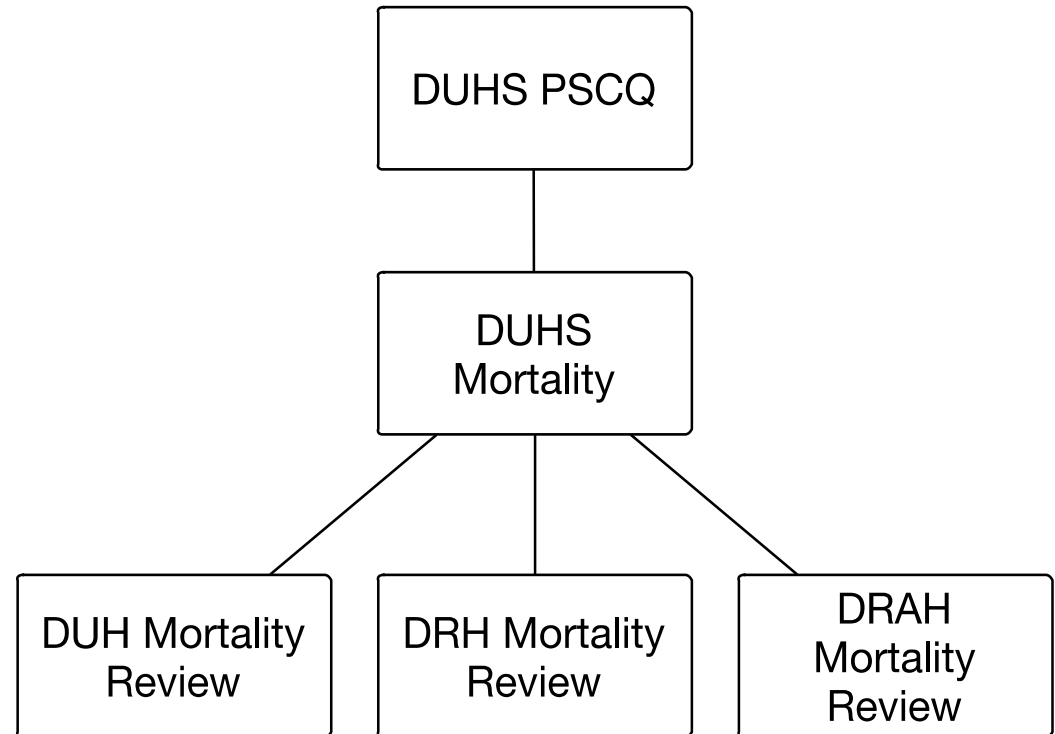 DUHS PSCQ
DUHS
Mortality
DUH Mortality
Review
DRH Mortality
Review
DRAH
Mortality
Review